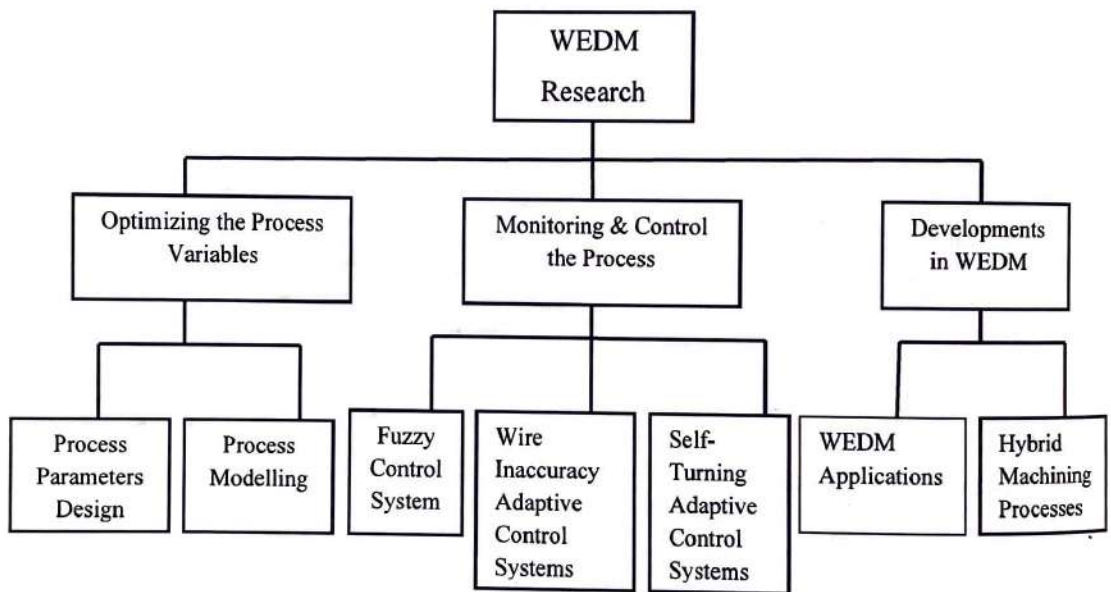 WEDM
Research
Optimizing the Process
Variables
Monitoring & Control
the Process
Developments
in WEDM
Process
Parameters
Design
Process
Modelling
Fuzzy
Control
System
Wire
Inaccuracy
Adaptive
Control
Systems
Self-
Turning
Adaptive
Control
Systems
WEDM
Applications
Hybrid
Machining
Processes